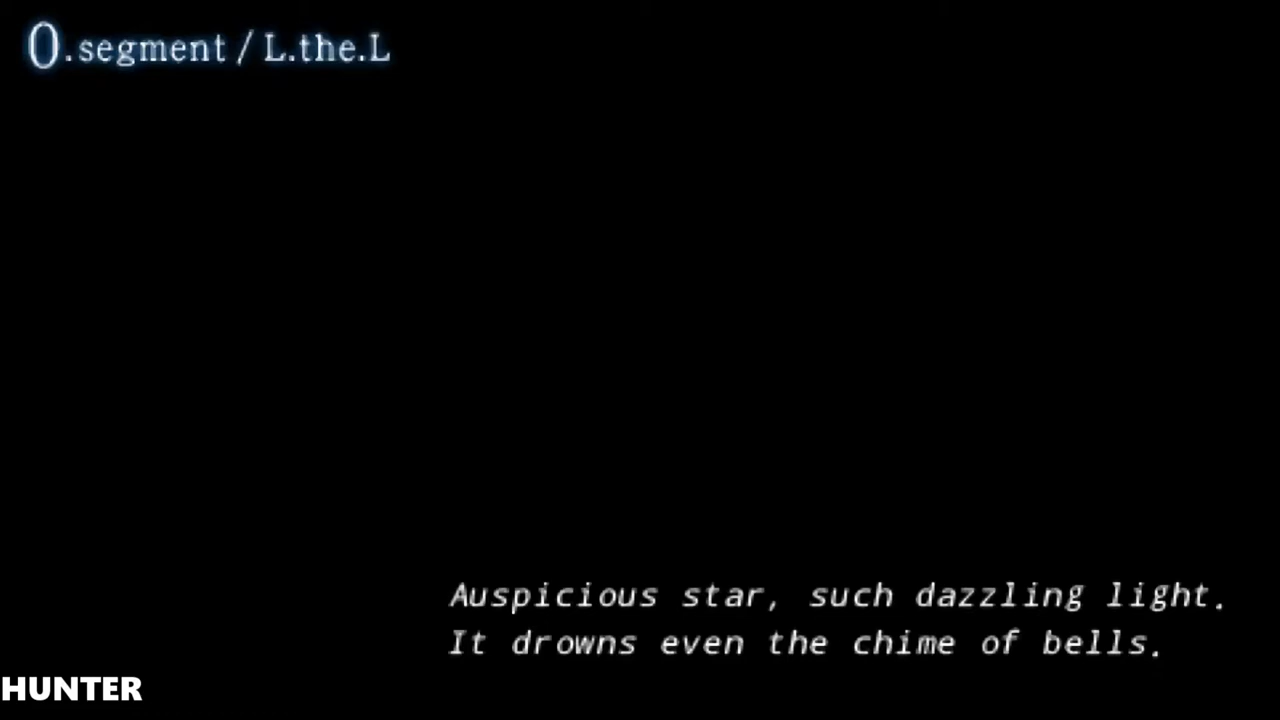 0.segment / L.the.L
Auspicious star, such dazzling light.
It drowns even the chime of bells.
HUNTER